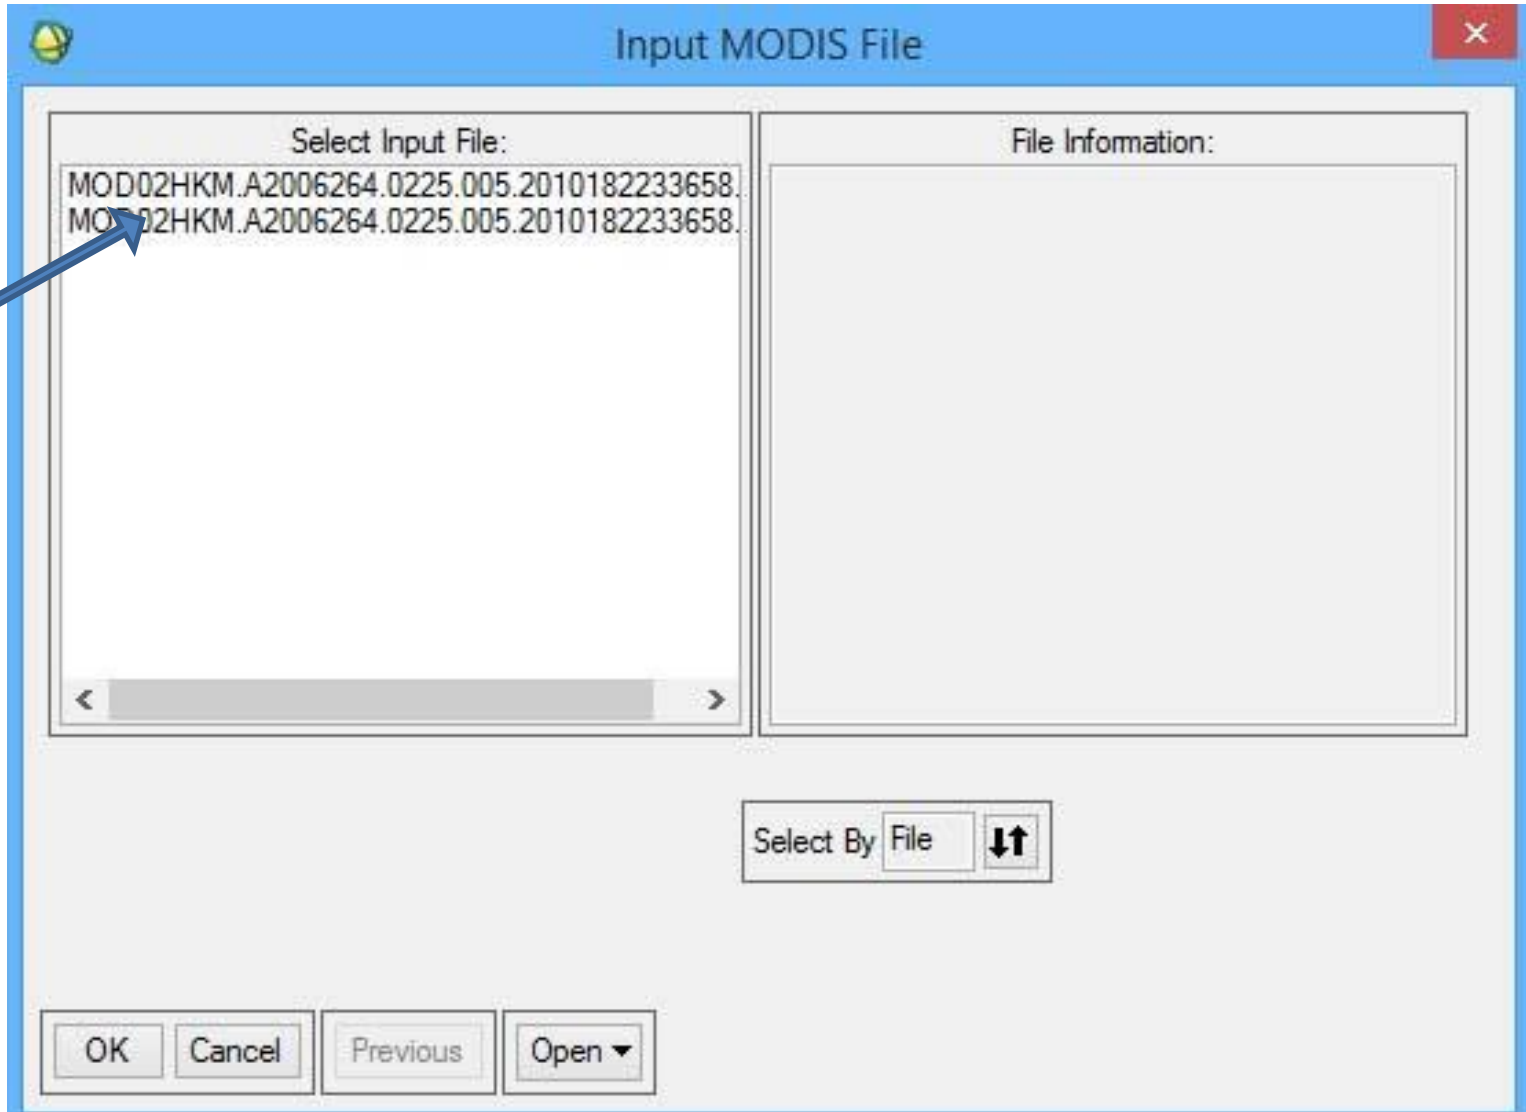 Input MODIS File
Select Input File:
MOD02HKM.A2006264.0225.005.2010182233658.
MOD02HKM.A2006264.0225.005.2010182233658.
File Information:
Select By File
OK Cancel Previous Open